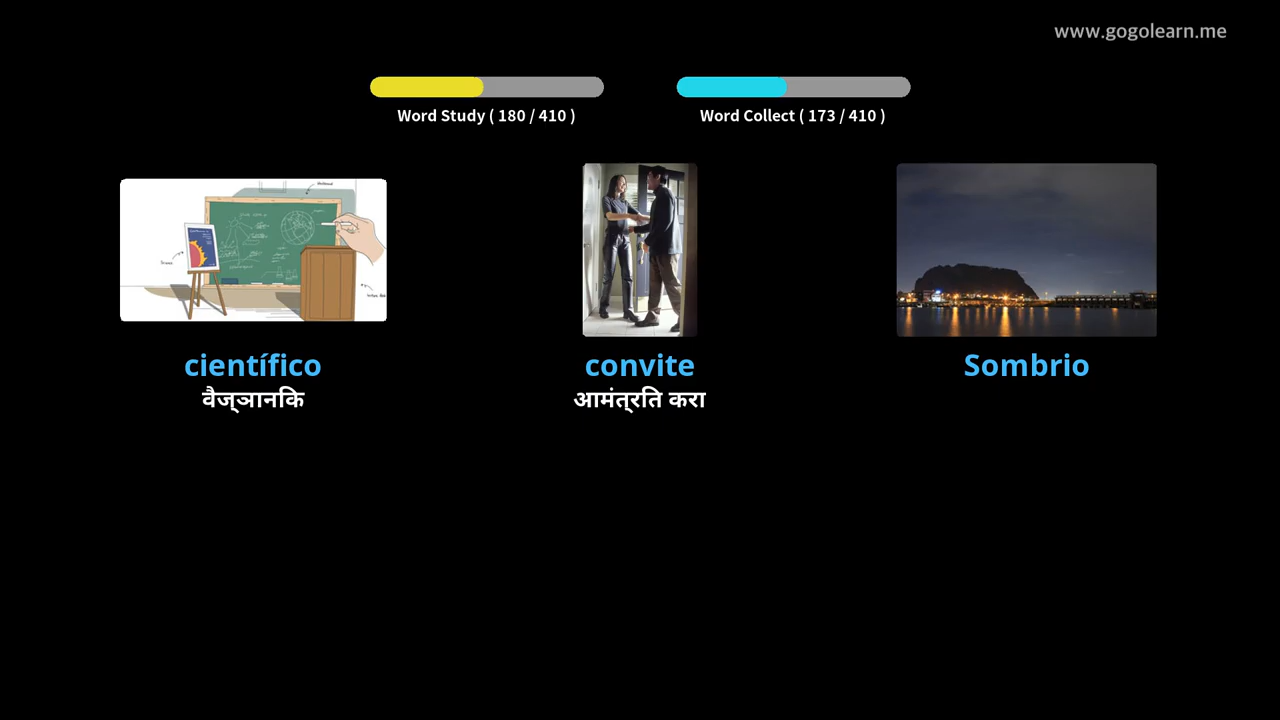 www.gogolearn.me
Word Study ( 180 / 410 )
Word Collect ( 173 / 410 )
científico
वैज्ञानकि
convite
आमंत्रति करा
Sombrio